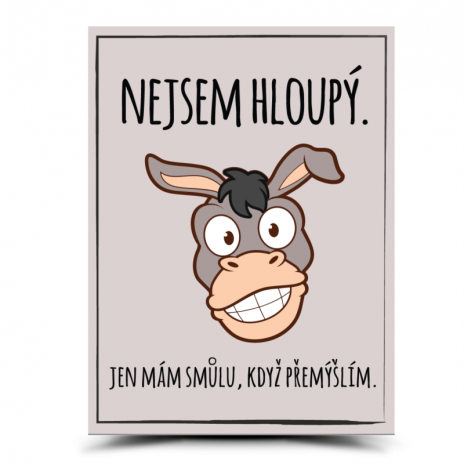 NEJSEM HLOUPÝ.
JEN MÁM SMŮLU, KDYŽ PŘEMÝŠLÍM.